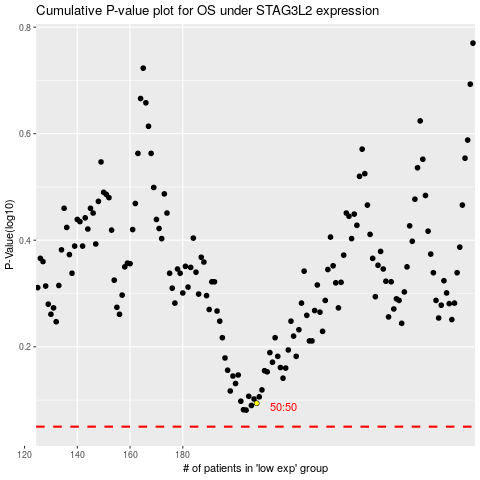 Cumulative P-value plot for OS under STAG3L2 expression
P-Value(log10)
0.8
0.6
0.4
0.2
50:50
120 140 160 180
# of patients in 'low exp' group